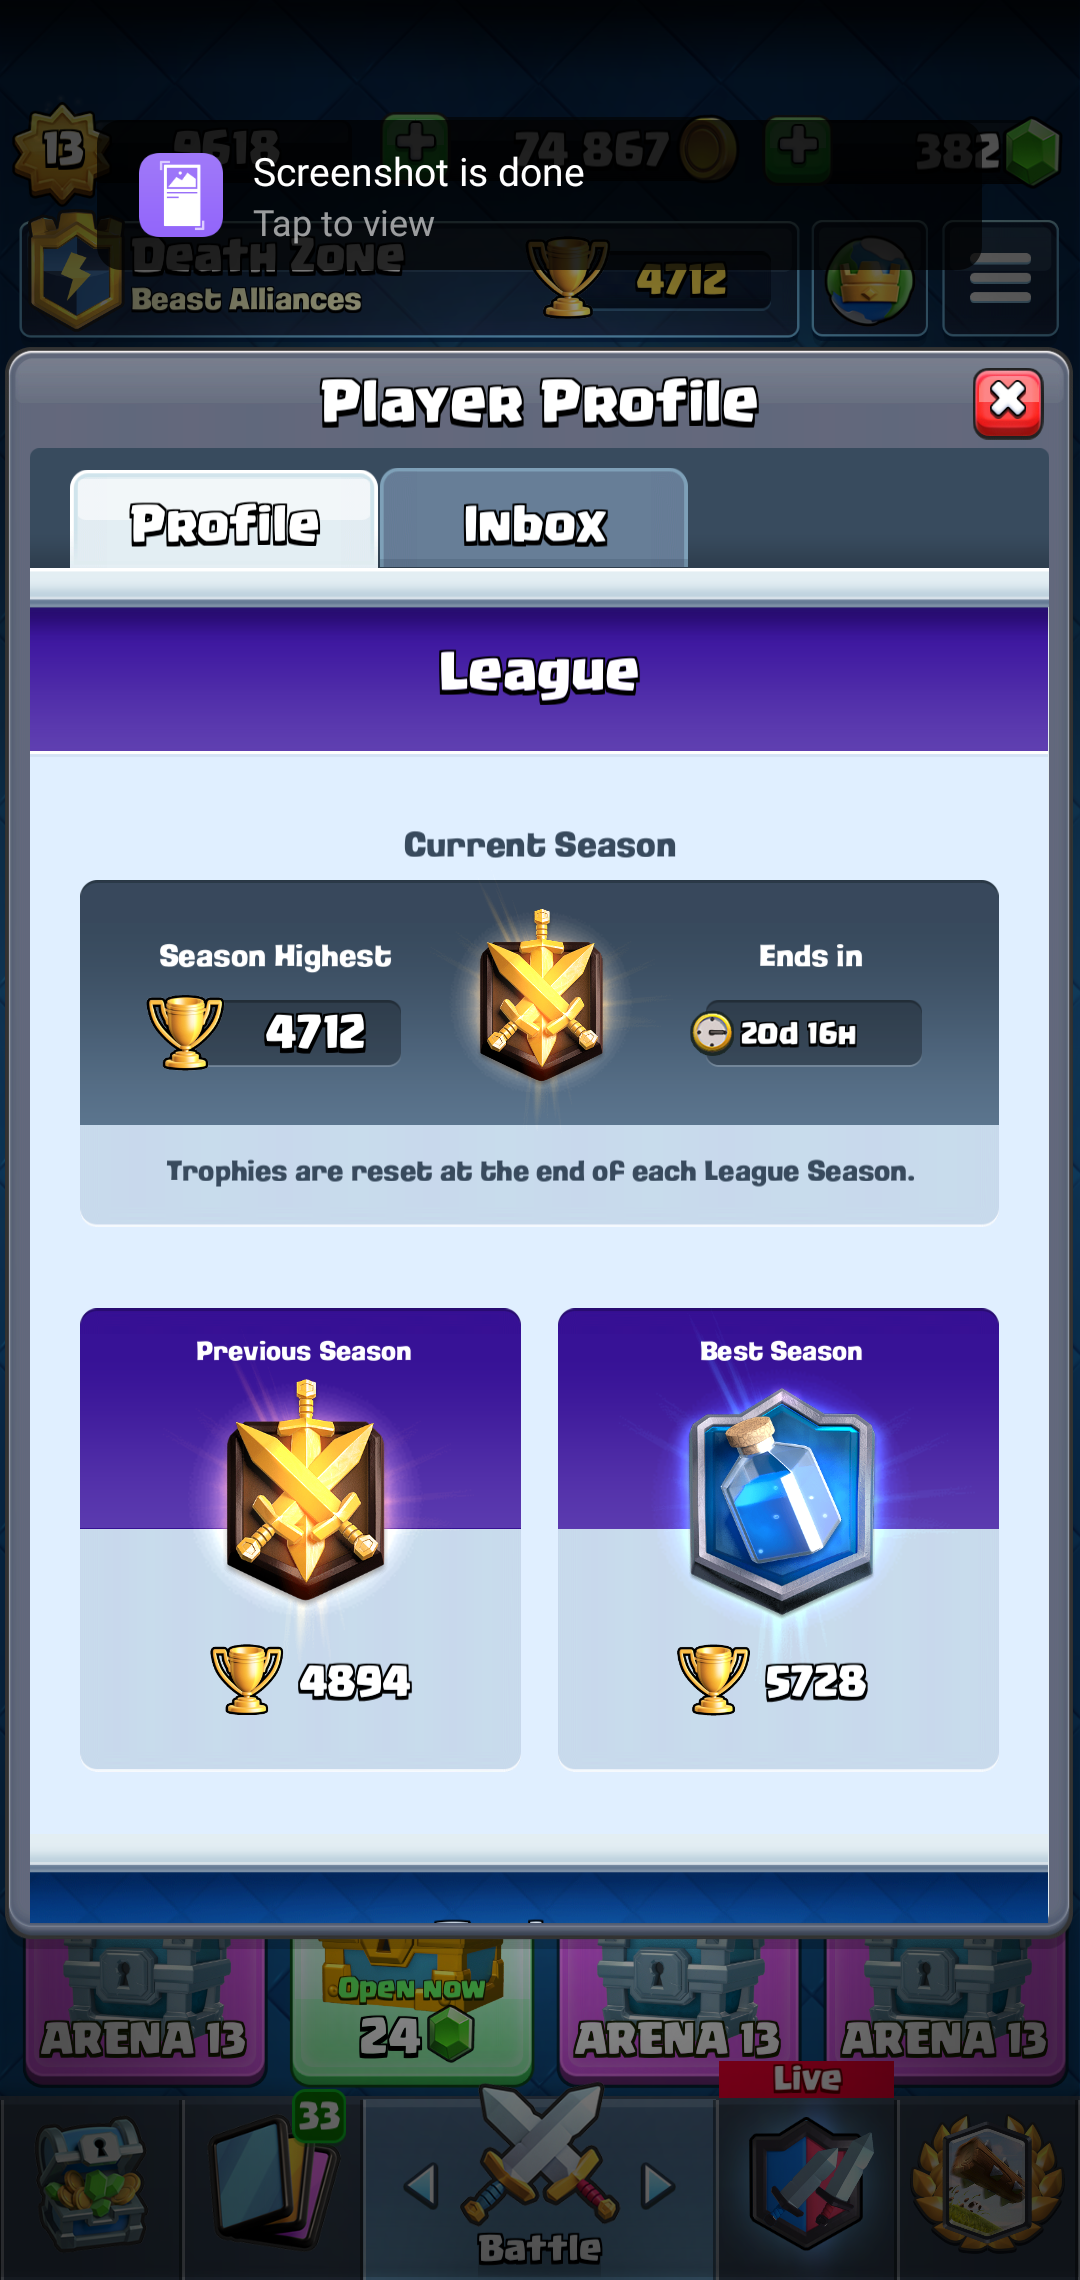 13
9618
74 867
382
Screenshot is done
Tap to view
Death Zone
Beast Alliances
4712
Player Profile
Profile
Inbox
League
Current Season
Season Highest
Ends in
4712
20d 16h
Trophies are reset at the end of each League Season.
Previous Season
Best Season
4894
5728
Open now
24
ARENA 13
ARENA 13
ARENA 13
Live
33
Battle